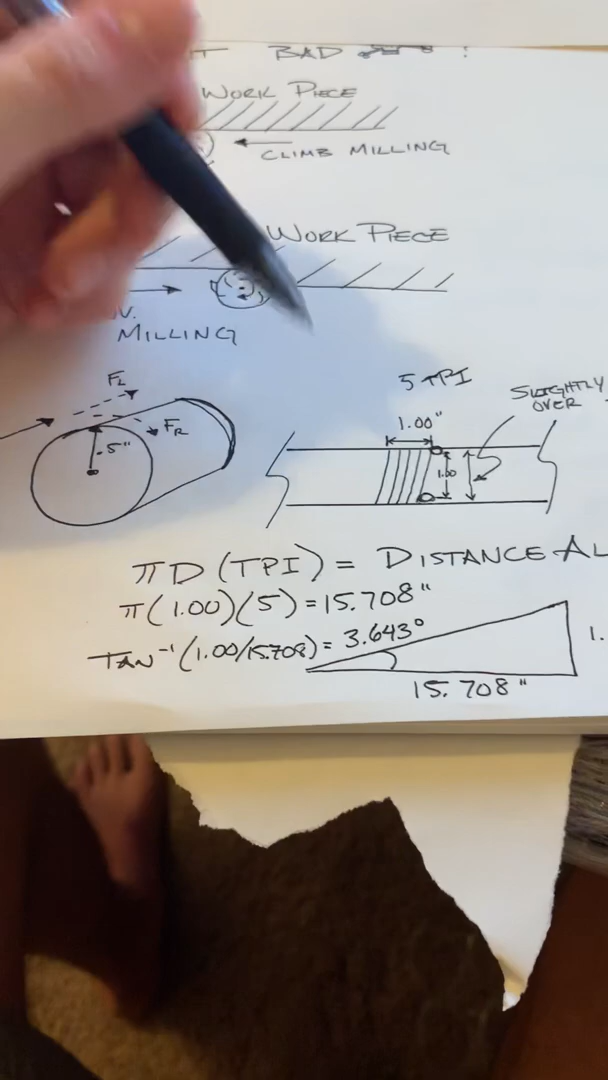 BAD
WORK PIECE
CLIMB MILLING
WORK PIECE
MILLING
FL
FR
.5"
5 TPI
SLIGHTLY
OVER
1.00"
1.00
πD (TPI) = DISTANCE AL
π(1.00)(5) = 15.708"
TAN⁻¹(1.00/15.708) = 3.643°
1.
15.708"